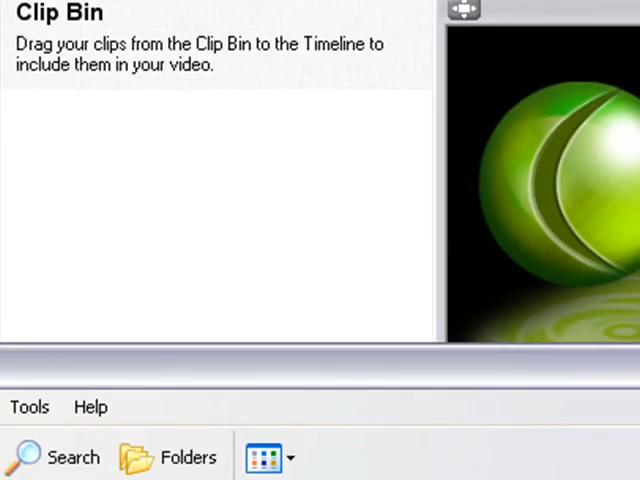 Clip Bin
Drag your clips from the Clip Bin to the Timeline to
include them in your video.
Tools Help
Search Folders